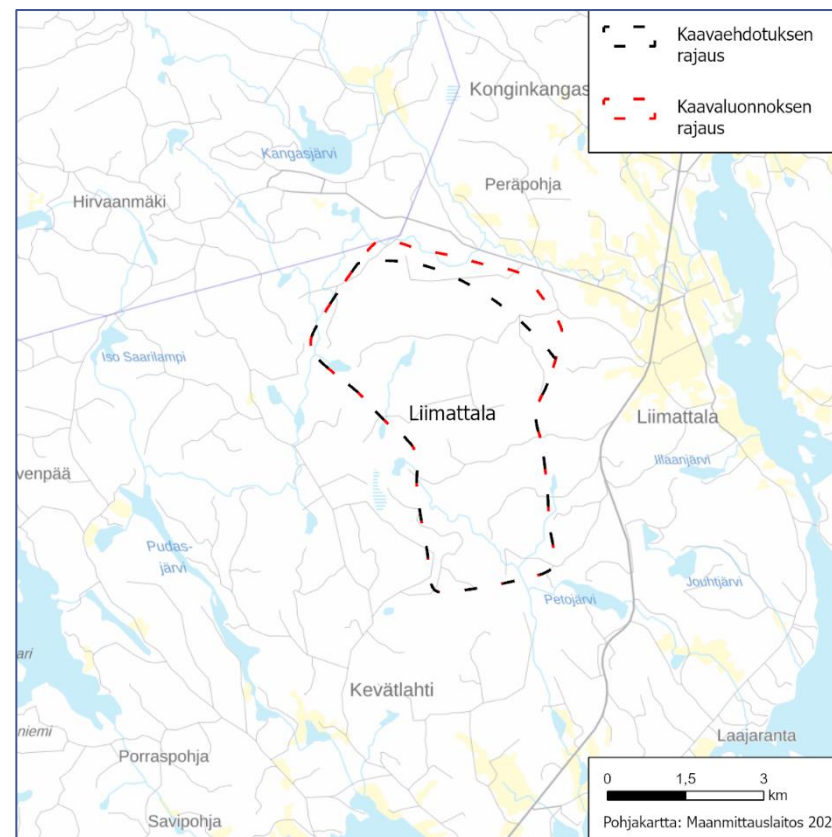 Kaavaehdotuksen
rajaus
Kaavaluonnoksen
rajaus
Konginkangas
Kangasjärvi
Peräpohja
Hirvaanmäki
Iso Saarilampi
Liimattala
Liimattala
Illaanjärvi
venpää
Pudas-
järvi
Jouhtjärvi
Petojärvi
ari
Kevätlahti
niemi
Porraspohja
Laajaranta
Savipohja
0 1,5 3
km
Pohjakartta: Maanmittauslaitos 202